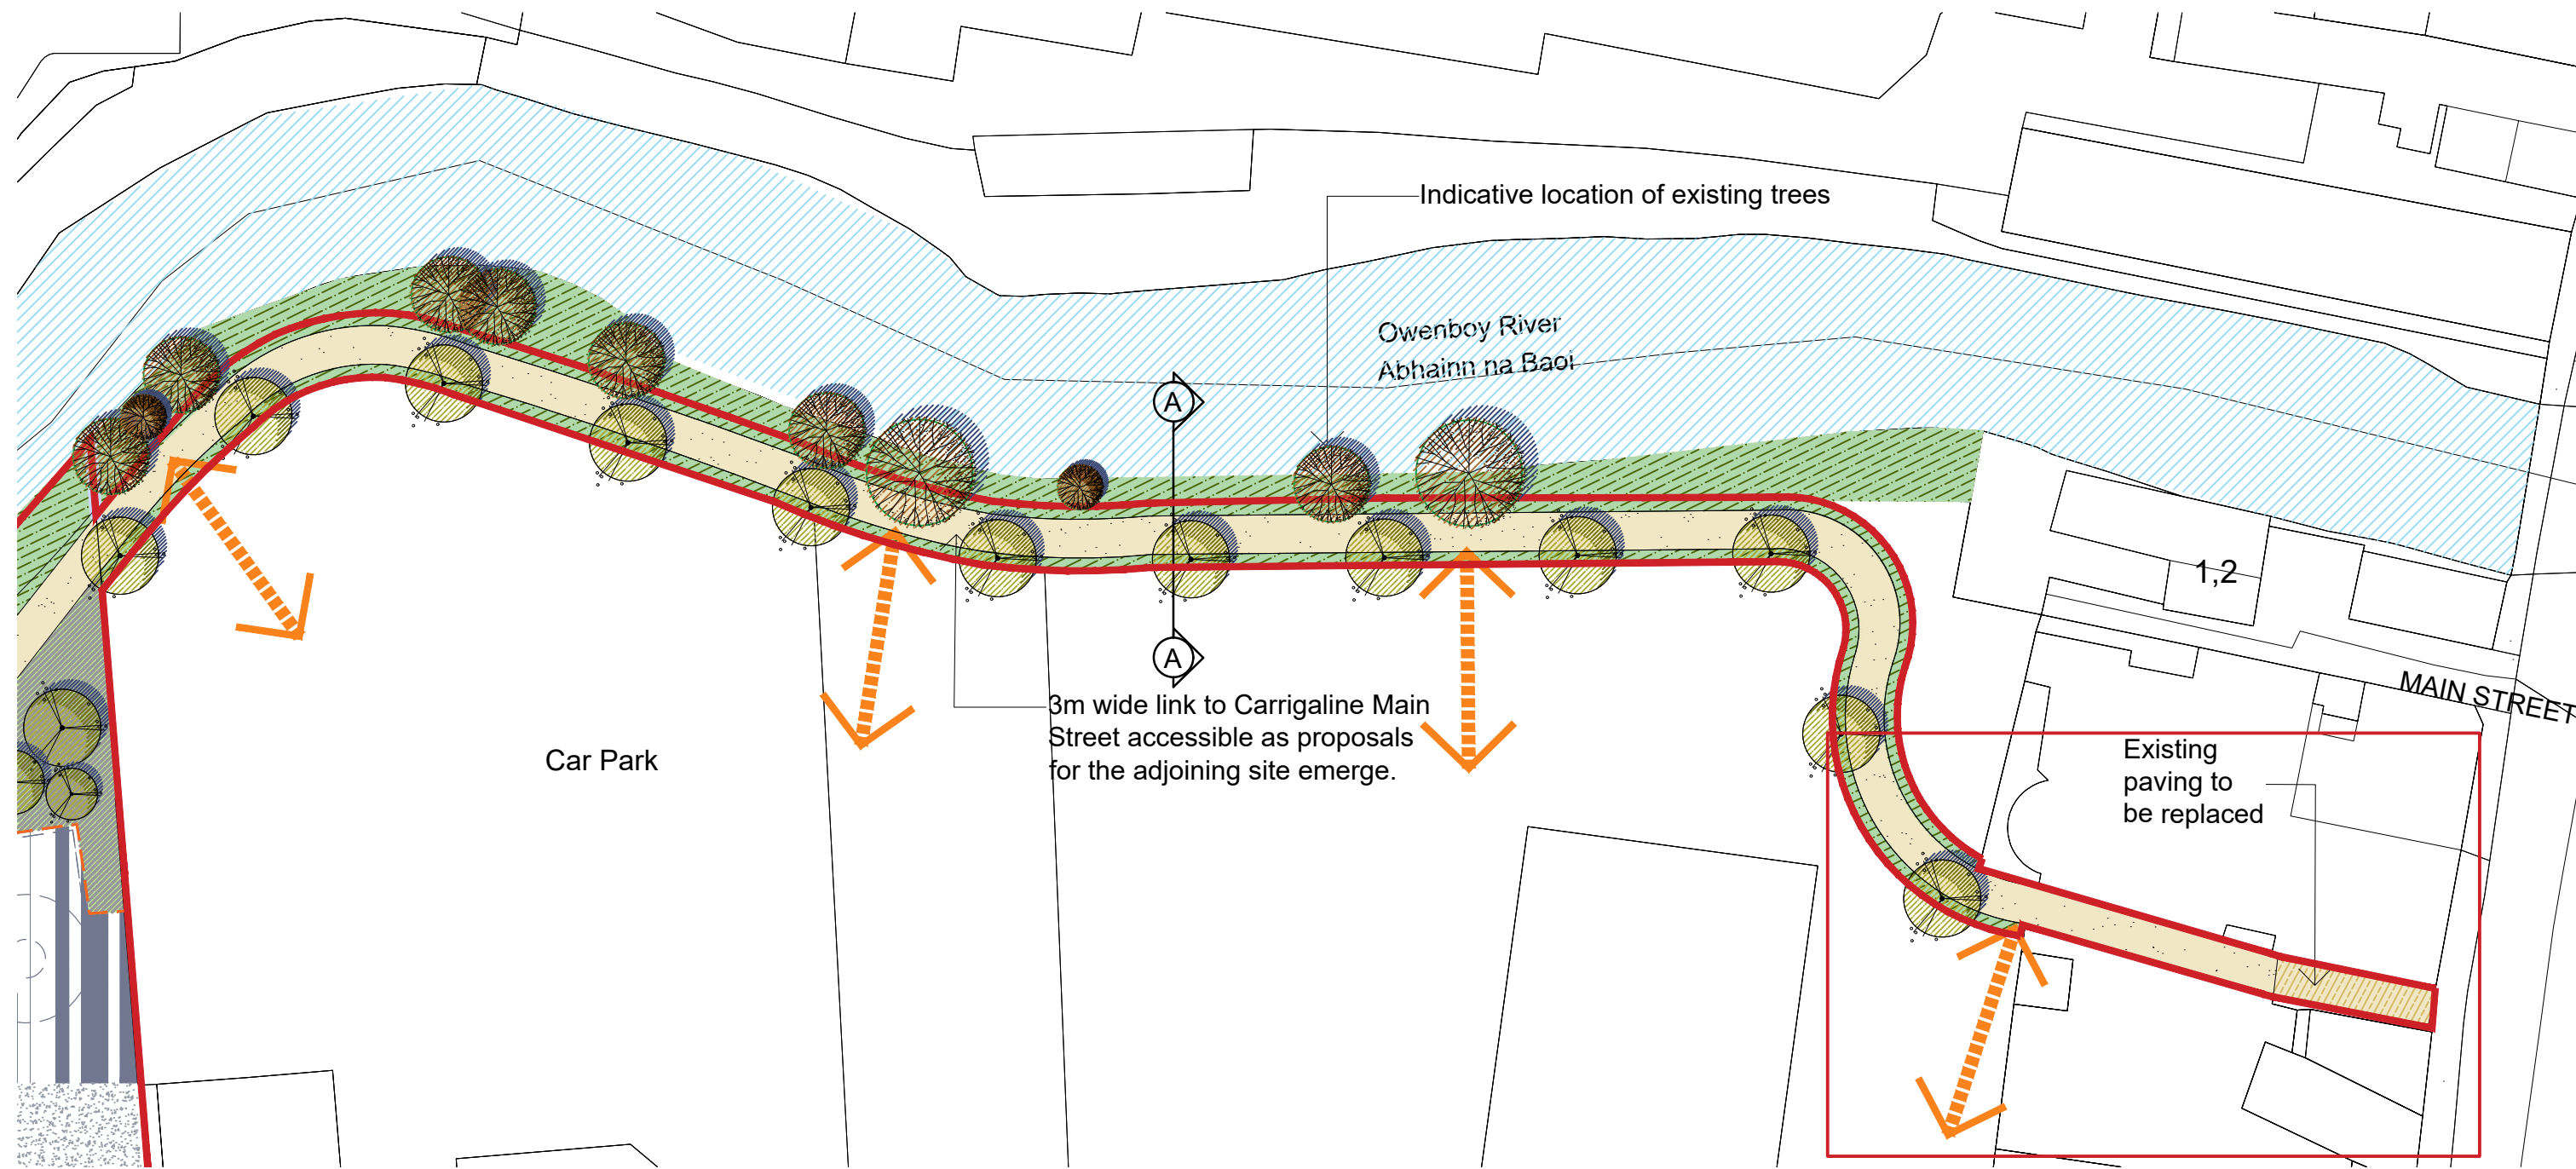 Indicative location of existing trees
Owenboy River
Abhainn na Baoi
A
A
3m wide link to Carrigaline Main
Street accessible as proposals
for the adjoining site emerge.
Car Park
1,2
MAIN STREET
Existing
paving to
be replaced